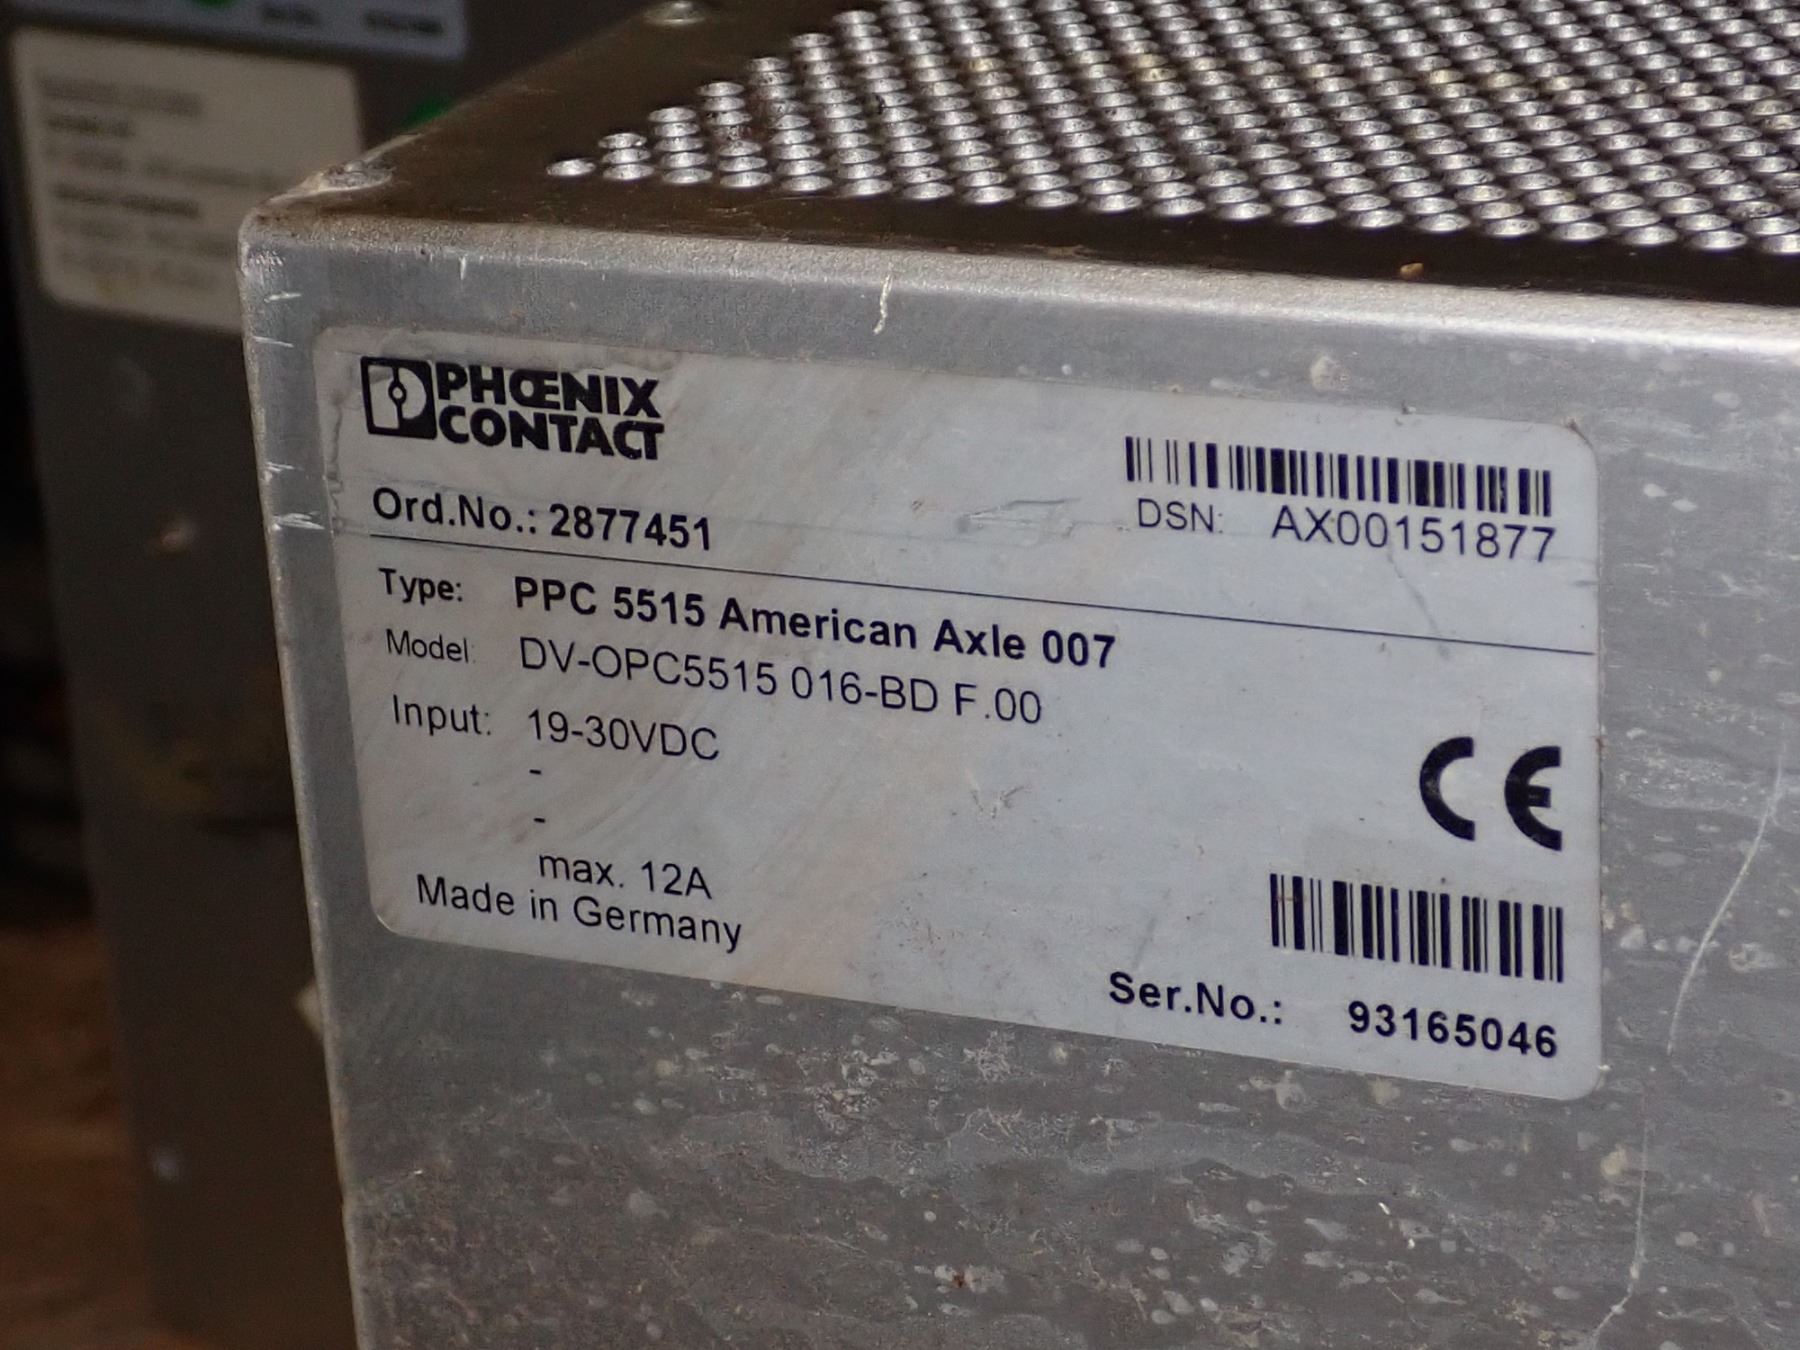 PHŒNIX
CONTACT
Ord.No.: 2877451
DSN: AX00151877
Type: PPC 5515 American Axle 007
Model: DV-OPC5515 016-BD F.00
Input: 19-30VDC
-
-
max. 12A
Made in Germany
CE
Ser.No.: 93165046